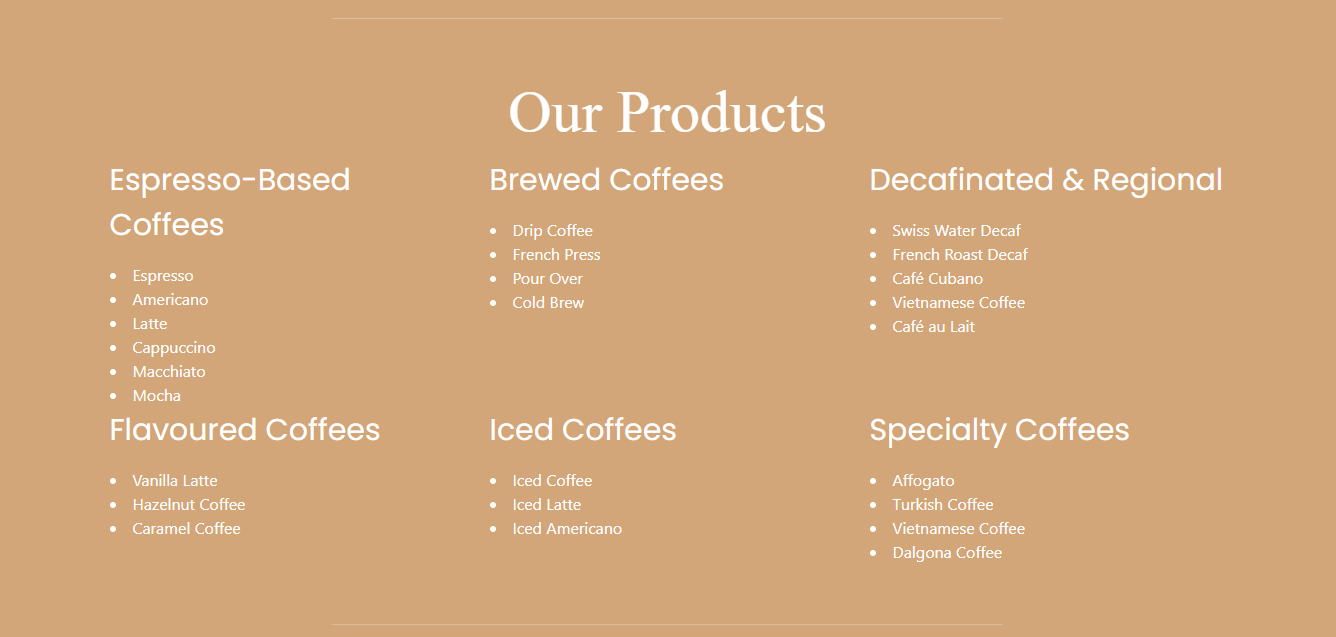 Our Products
Espresso-Based
Coffees
Espresso
Americano
Latte
Cappuccino
Macchiato
Mocha
Brewed Coffees
Drip Coffee
French Press
Pour Over
Cold Brew
Decafinated & Regional
Swiss Water Decaf
French Roast Decaf
Café Cubano
Vietnamese Coffee
Café au Lait
Flavoured Coffees
Vanilla Latte
Hazelnut Coffee
Caramel Coffee
Iced Coffees
Iced Coffee
Iced Latte
Iced Americano
Specialty Coffees
Affogato
Turkish Coffee
Vietnamese Coffee
Dalgona Coffee